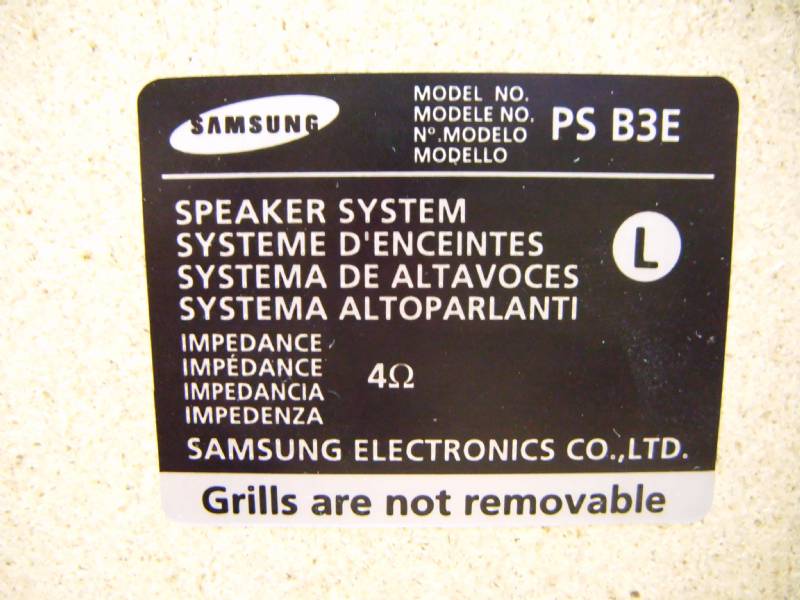 SAMSUNG
MODEL NO.
MODELE NO.
Nº.MODELO
MODELLO
PS B3E
SPEAKER SYSTEM
SYSTEME D'ENCEINTES
SYSTEMA DE ALTAVOCES
SYSTEMA ALTOPARLANTI
L
IMPEDANCE
IMPÉDANCE
IMPEDANCIA
IMPEDENZA
4Ω
SAMSUNG ELECTRONICS CO.,LTD.
Grills are not removable